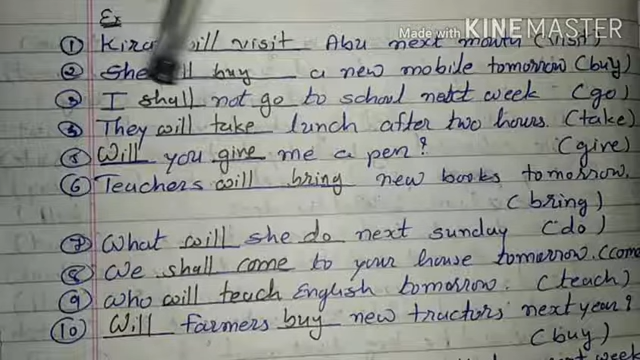 Ex
Made with KINEMASTER
① Kiran will visit Abu next month (visit)
② She will buy a new mobile tomorrow (buy)
③ I shall not go to school next week (go)
③ They will take lunch after two hours. (take)
⑤ Will you give me a pen? (give)
⑥ Teachers will bring new books tomorrow.
(bring)
⑦ What will she do next sunday (do)
⑧ We shall come to your house tomorrow. (come
⑨ Who will teach English tomorrow. (teach)
⑩ Will farmers buy new tractors next year?
(buy)